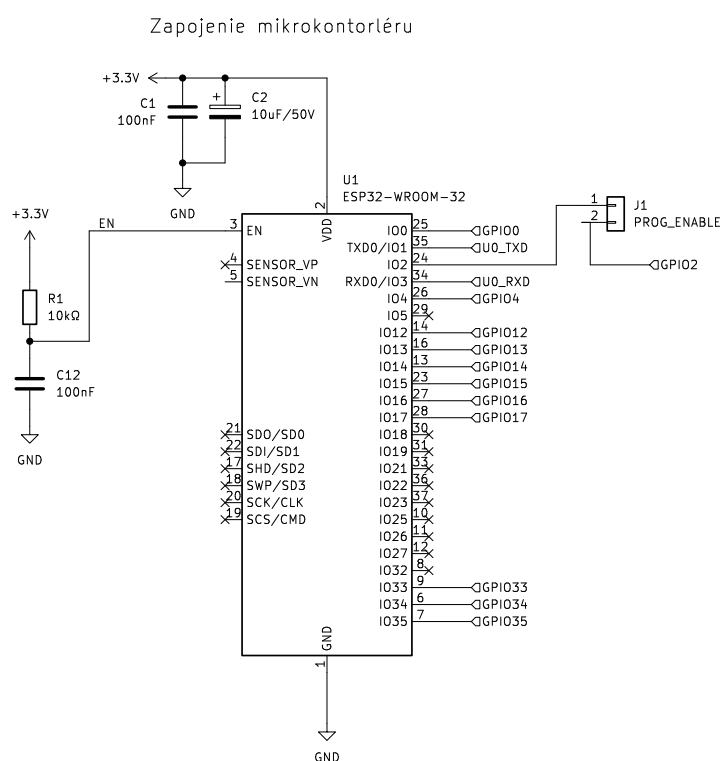 Zapojenie mikrokontorléru
+3.3V
C1
100nF
+
C2
10uF/50V
GND
U1
ESP32-WROOM-32
+3.3V
EN
R1
10kΩ
C12
100nF
GND
2
VDD
3 EN
4 SENSOR_VP
5 SENSOR_VN
21 SDO/SD0
22 SDI/SD1
17 SHD/SD2
18 SWP/SD3
20 SCK/CLK
19 SCS/CMD
IO0 25 GPIO0
TXD0/IO1 35 U0_TXD
IO2 24
RXD0/IO3 34 U0_RXD
IO4 26 GPIO4
IO5 29
IO12 14 GPIO12
IO13 16 GPIO13
IO14 13 GPIO14
IO15 23 GPIO15
IO16 27 GPIO16
IO17 28 GPIO17
IO18 30
IO19 31
IO21 33
IO22 36
IO23 37
IO25 10
IO26 11
IO27 12
IO32 8
IO33 9 GPIO33
IO34 6 GPIO34
IO35 7 GPIO35
GND
1
GND
1
2
J1
PROG_ENABLE
GPIO2